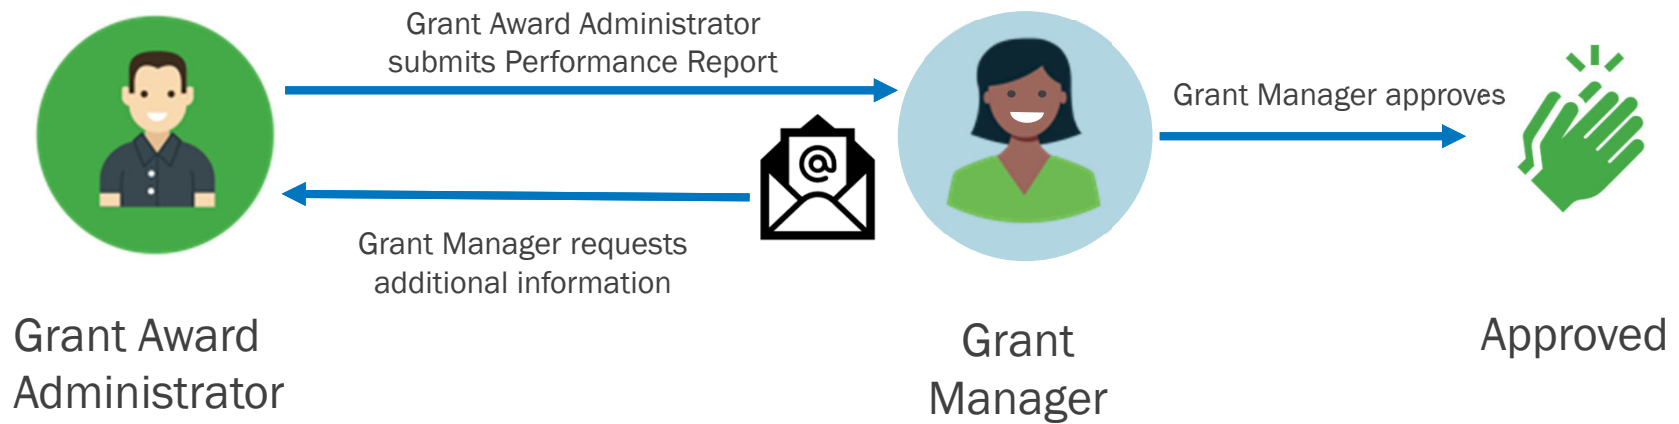 Grant Award Administrator
submits Performance Report
Grant Manager approves
@
Grant Manager requests
additional information
Grant Award
Administrator
Grant
Manager
Approved